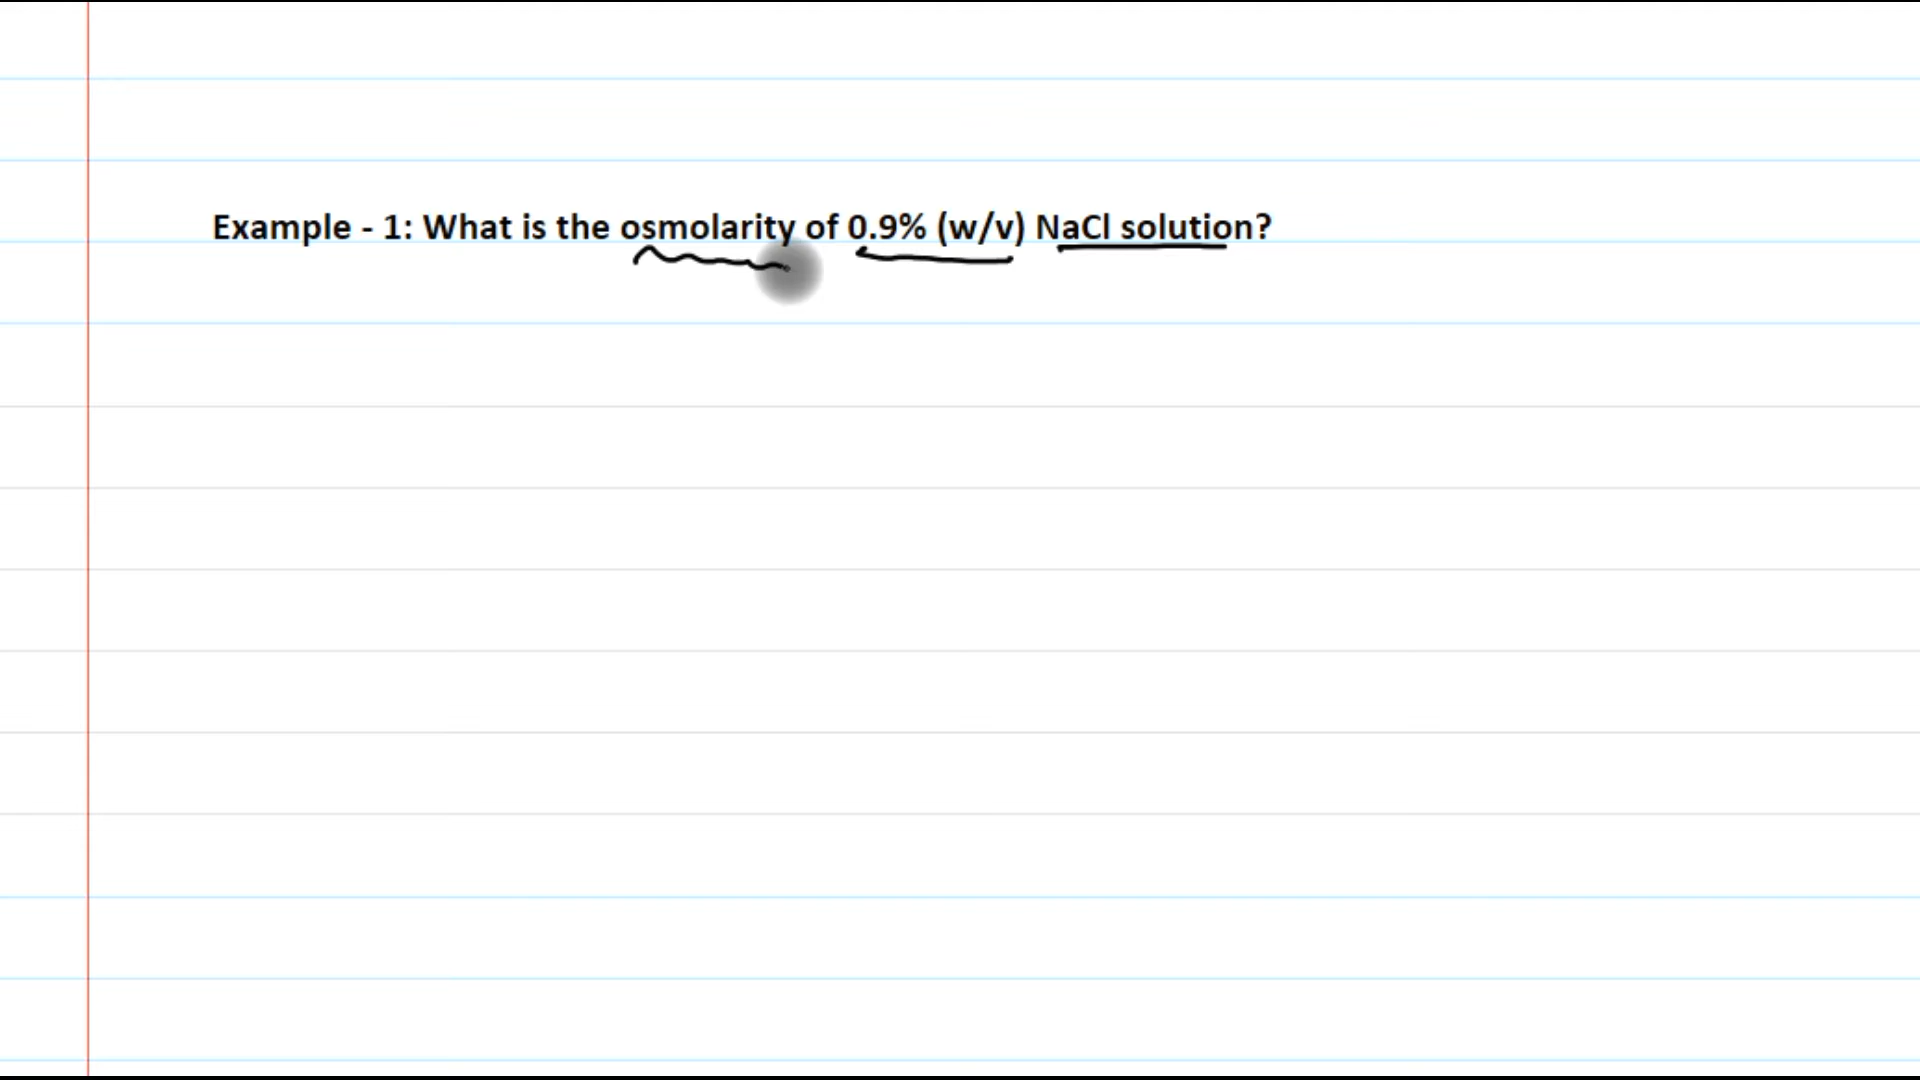 Example - 1: What is the osmolarity of 0.9% (w/v) NaCl solution?